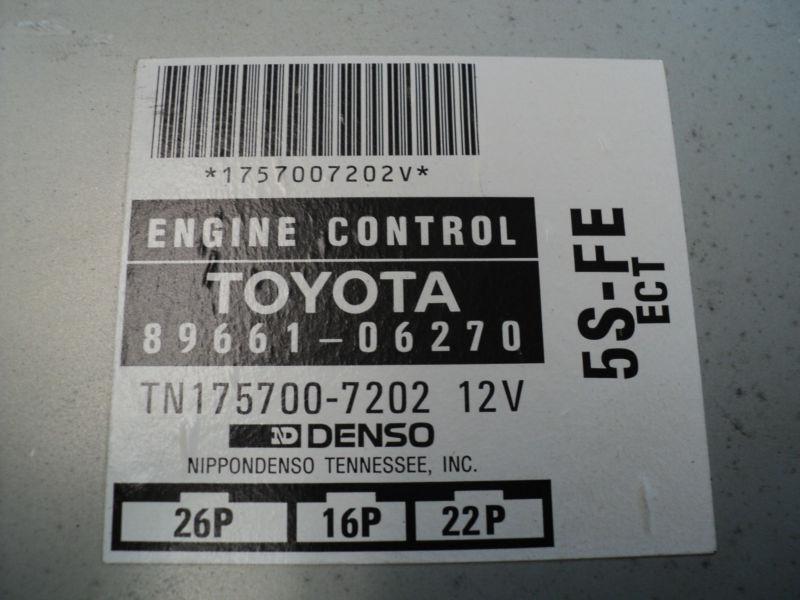 *1757007202V*
ENGINE CONTROL
TOYOTA
89661-06270
TN175700-7202 12V
ND DENSO
NIPPONDENSO TENNESSEE, INC.
26P 16P 22P
5S-FE
ECT